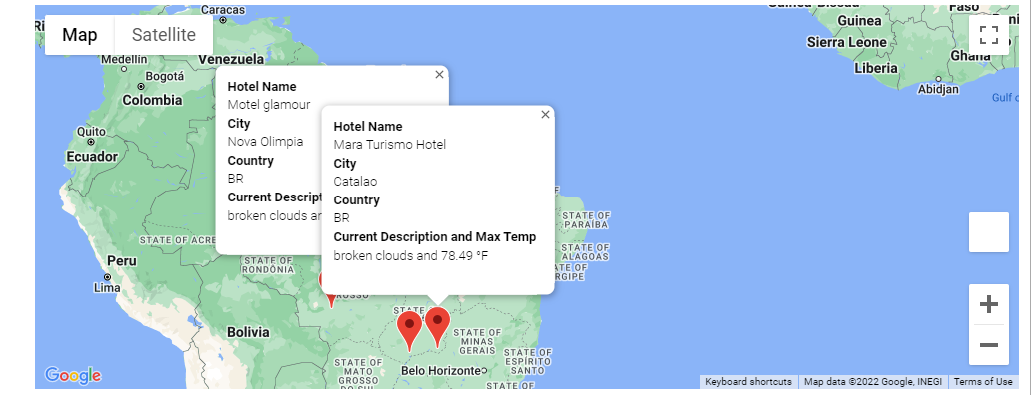 Caracas
Map
Satellite
Medellín
Venezuela
Bogotá
Colombia
Quito
Ecuador
Peru
Lima
Bolivia
STATE OF ACRE
STATE OF
RONDÔNIA
Hotel Name
Motel glamour
City
Nova Olimpia
Country
BR
Current Descript
broken clouds ar
Hotel Name
Mara Turismo Hotel
City
Catalao
Country
BR
Current Description and Max Temp
broken clouds and 78.49 °F
STATE OF
PARAÍBA
STATE OF
ALAGOAS
STATE OF
MINAS
GERAIS
STATE OF
ESPÍRITO
SANTO
STATE OF
MATO
GROSSO
Belo Horizonte
STATE OF
Guinea
Sierra Leone
Liberia
Ghana
Abidjan
Gulf
Google
Keyboard shortcuts
Map data ©2022 Google, INEGI
Terms of Use